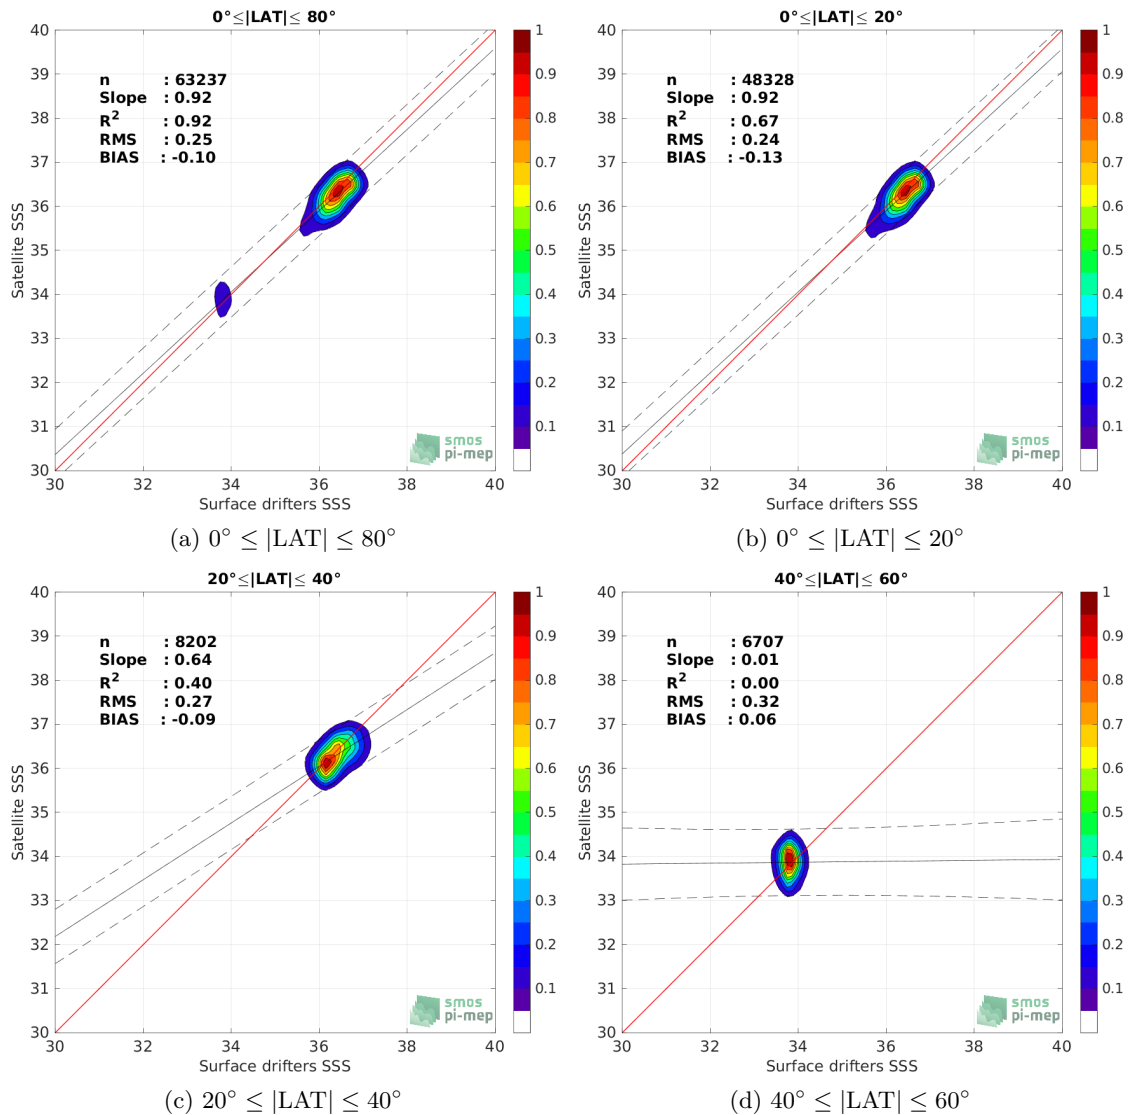 0°≤|LAT|≤ 80°
n : 63237
Slope : 0.92
R² : 0.92
RMS : 0.25
BIAS : -0.10
40
39
38
37
36
35
34
33
32
31
30
Satellite SSS
30 32 34 36 38 40
Surface drifters SSS
1
0.9
0.8
0.7
0.6
0.5
0.4
0.3
0.2
0.1
smos
pi-mep
(a) 0° ≤ |LAT| ≤ 80°
0°≤|LAT|≤ 20°
n : 48328
Slope : 0.92
R² : 0.67
RMS : 0.24
BIAS : -0.13
40
39
38
37
36
35
34
33
32
31
30
Satellite SSS
30 32 34 36 38 40
Surface drifters SSS
1
0.9
0.8
0.7
0.6
0.5
0.4
0.3
0.2
0.1
smos
pi-mep
(b) 0° ≤ |LAT| ≤ 20°
20°≤|LAT|≤ 40°
n : 8202
Slope : 0.64
R² : 0.40
RMS : 0.27
BIAS : -0.09
40
39
38
37
36
35
34
33
32
31
30
Satellite SSS
30 32 34 36 38 40
Surface drifters SSS
1
0.9
0.8
0.7
0.6
0.5
0.4
0.3
0.2
0.1
smos
pi-mep
(c) 20° ≤ |LAT| ≤ 40°
40°≤|LAT|≤ 60°
n : 6707
Slope : 0.01
R² : 0.00
RMS : 0.32
BIAS : 0.06
40
39
38
37
36
35
34
33
32
31
30
Satellite SSS
30 32 34 36 38 40
Surface drifters SSS
1
0.9
0.8
0.7
0.6
0.5
0.4
0.3
0.2
0.1
smos
pi-mep
(d) 40° ≤ |LAT| ≤ 60°